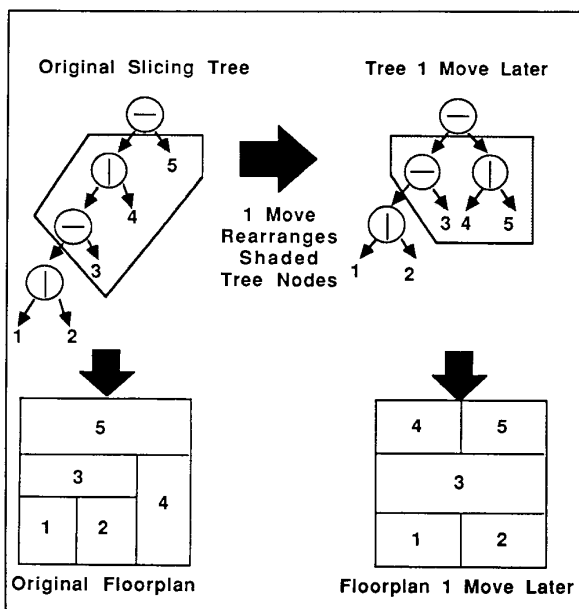 Original Slicing Tree
Tree 1 Move Later
5
4
3
1 2
1 Move
Rearranges
Shaded
Tree Nodes
3 4 5
1 2
5
3
4
1 2
Original Floorplan
4 5
3
1 2
Floorplan 1 Move Later